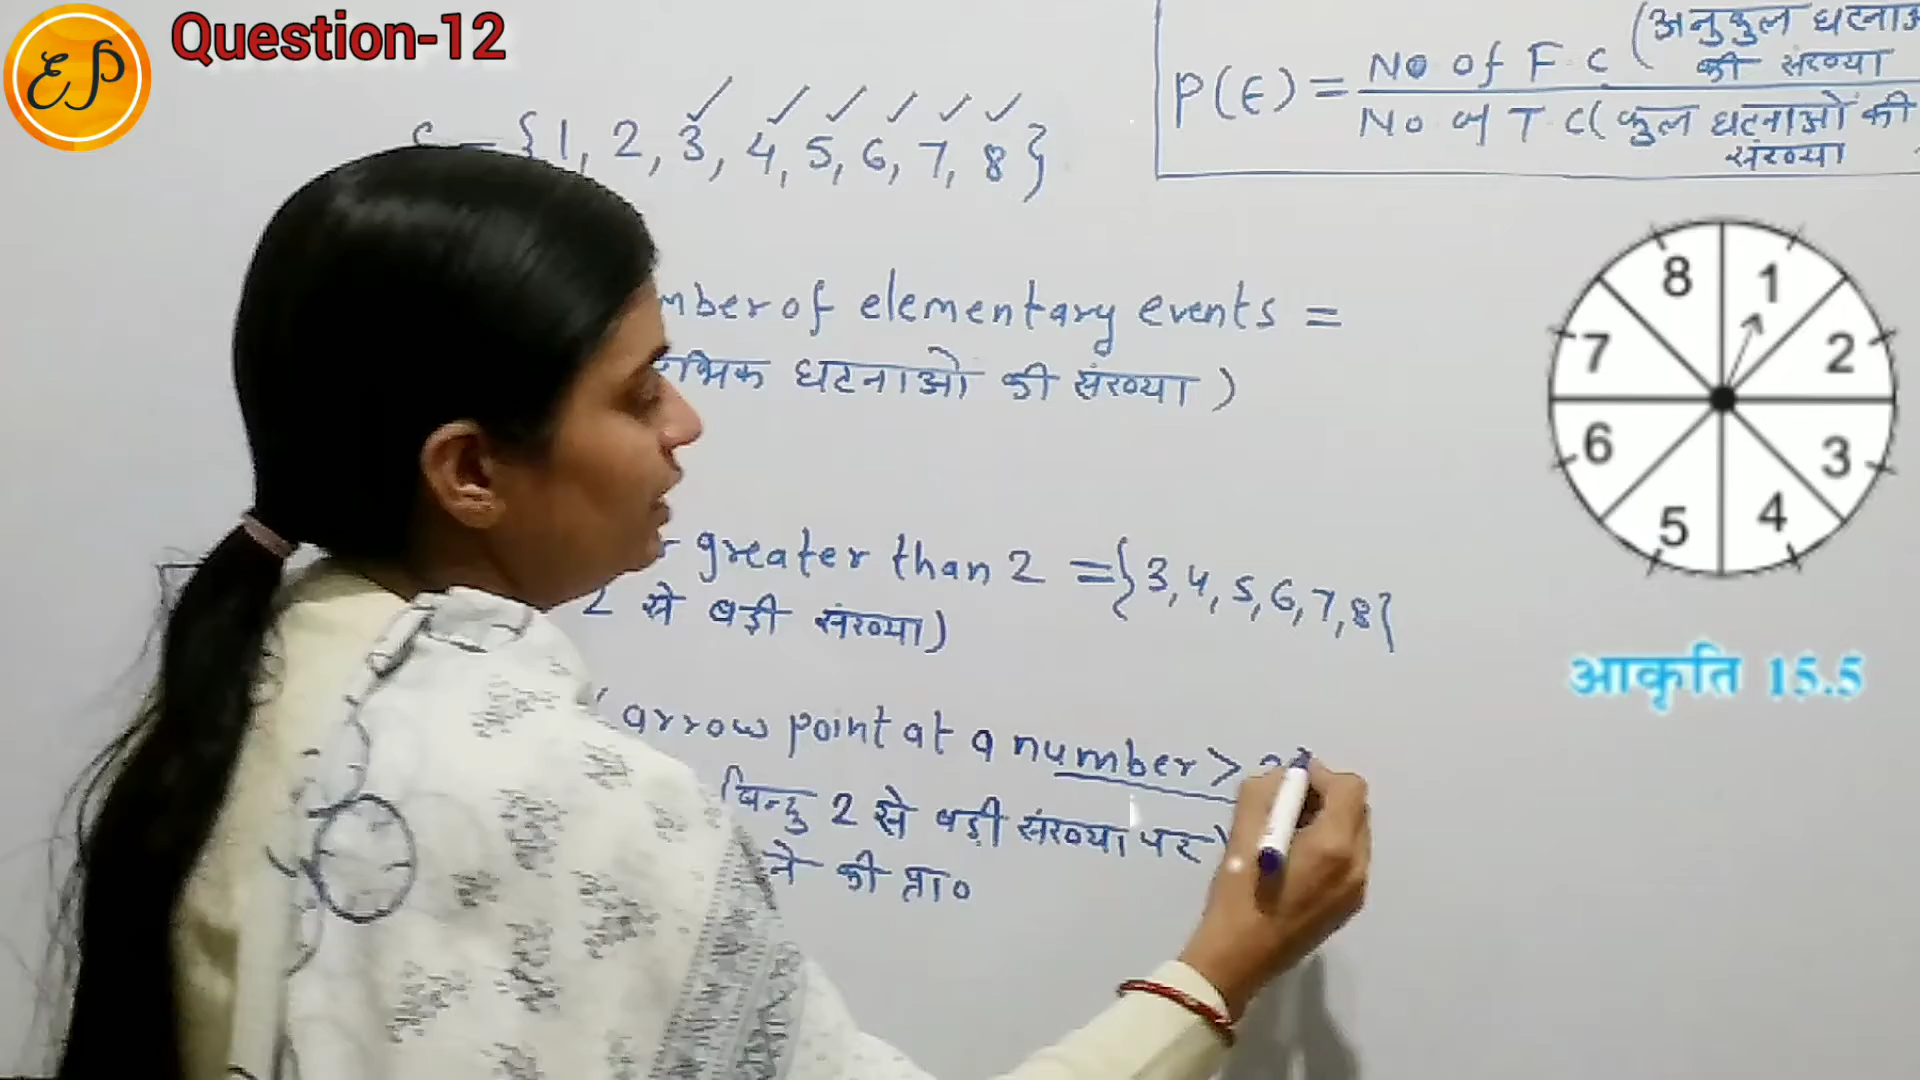 EP
Question-12
= {1, 2, 3, 4, 5, 6, 7, 8}
P(E) = No of F.C (अनुकुल घटनाओ की संख्या
No of T.C (कुल घटनाओं की संख्या
of elementary events =
घटनाओ की संख्या )
greater than 2 = {3, 4, 5, 6, 7, 8}
2 से बड़ी संख्या)
( arrow point at a number >
(बिन्दु 2 से बड़ी संख्या पर )
की प्रा०
8 1
7 2
6 3
5 4
आकृति 15.5